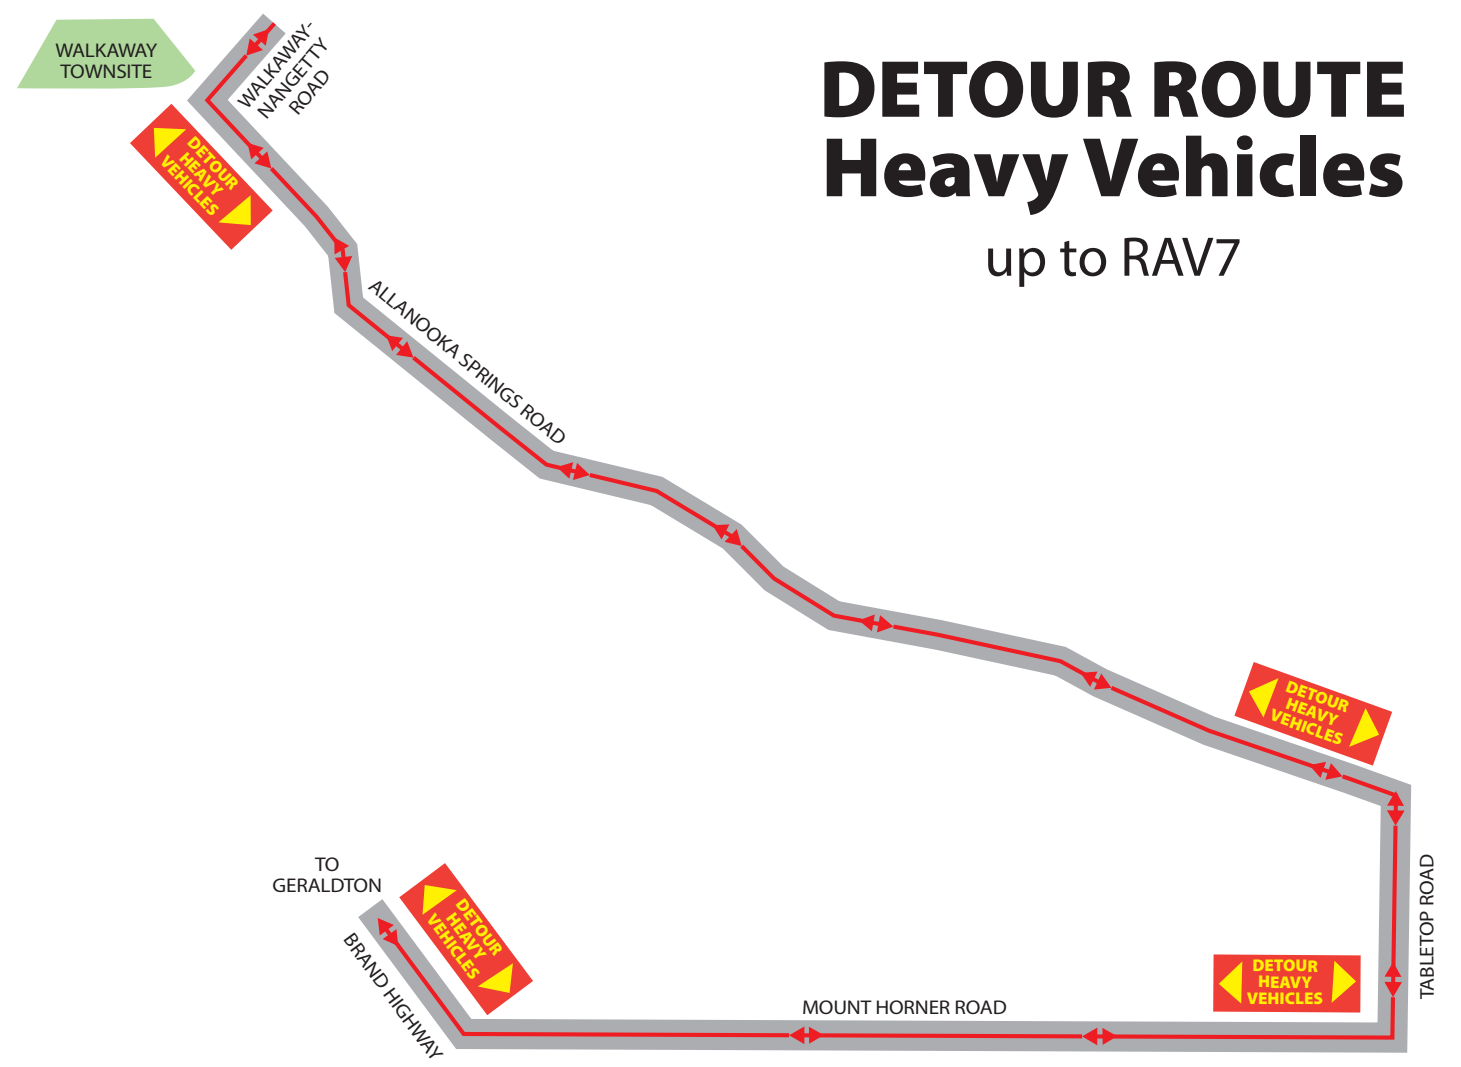 WALKAWAY
TOWNSITE
WALKAWAY-
NANGETTY
ROAD
DETOUR ROUTE
Heavy Vehicles
up to RAV7
DETOUR
HEAVY
VEHICLES
ALLANOOKA SPRINGS ROAD
DETOUR
HEAVY
VEHICLES
TO
GERALDTON
DETOUR
HEAVY
VEHICLES
BRAND HIGHWAY
MOUNT HORNER ROAD
DETOUR
HEAVY
VEHICLES
TABLETOP ROAD